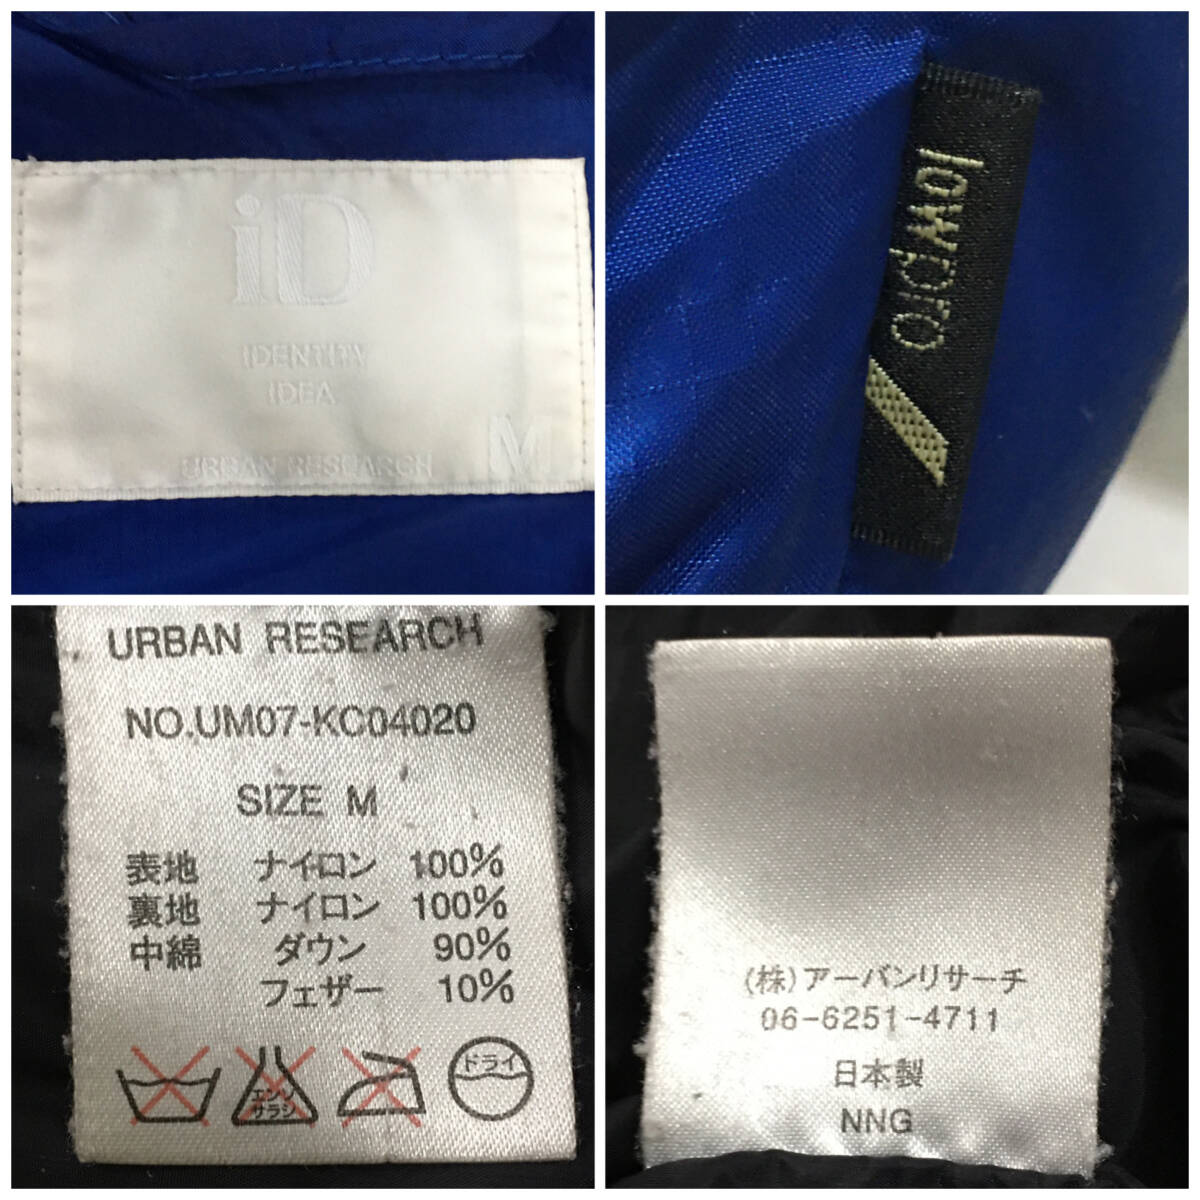 iD
IDENTITY
IDEA
URBAN RESEARCH
M
lowpro
URBAN RESEARCH
NO.UM07-KC04020
SIZE M
表地 ナイロン 100%
裏地 ナイロン 100%
中綿 ダウン 90%
フェザー 10%
エンソ
サラシ
ドライ
(株)アーバンリサーチ
06-6251-4711
日本製
NNG